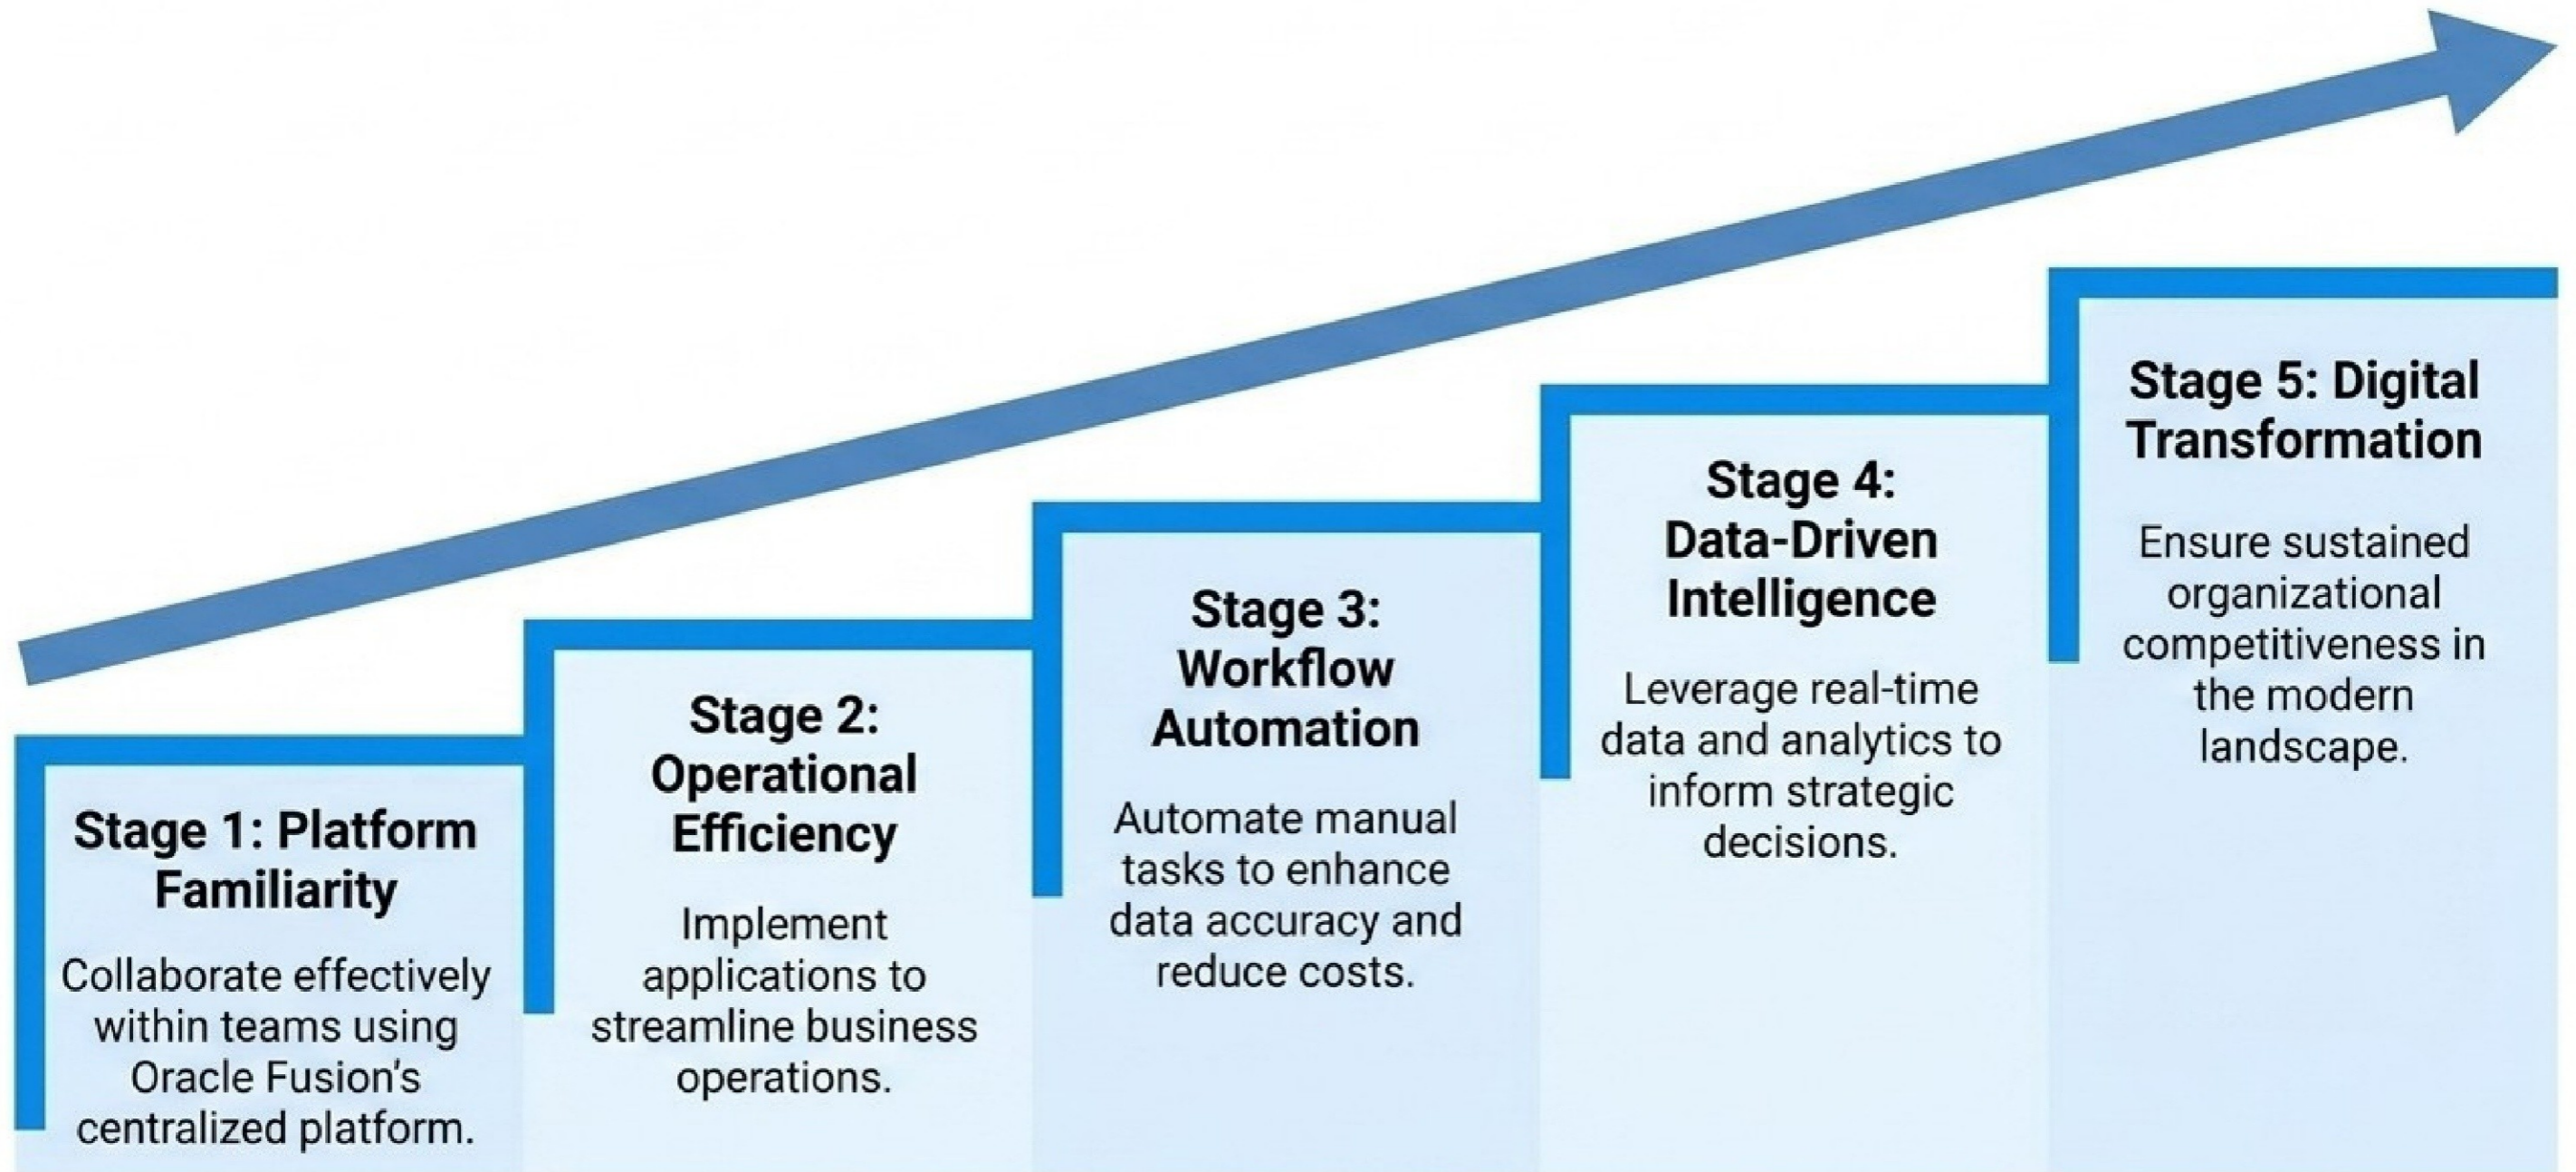 Stage 1: Platform
Familiarity
Collaborate effectively
within teams using
Oracle Fusion's
centralized platform.
Stage 2:
Operational
Efficiency
Implement
applications to
streamline business
operations.
Stage 3:
Workflow
Automation
Automate manual
tasks to enhance
data accuracy and
reduce costs.
Stage 4:
Data-Driven
Intelligence
Leverage real-time
data and analytics to
inform strategic
decisions.
Stage 5: Digital
Transformation
Ensure sustained
organizational
competitiveness in
the modern
landscape.